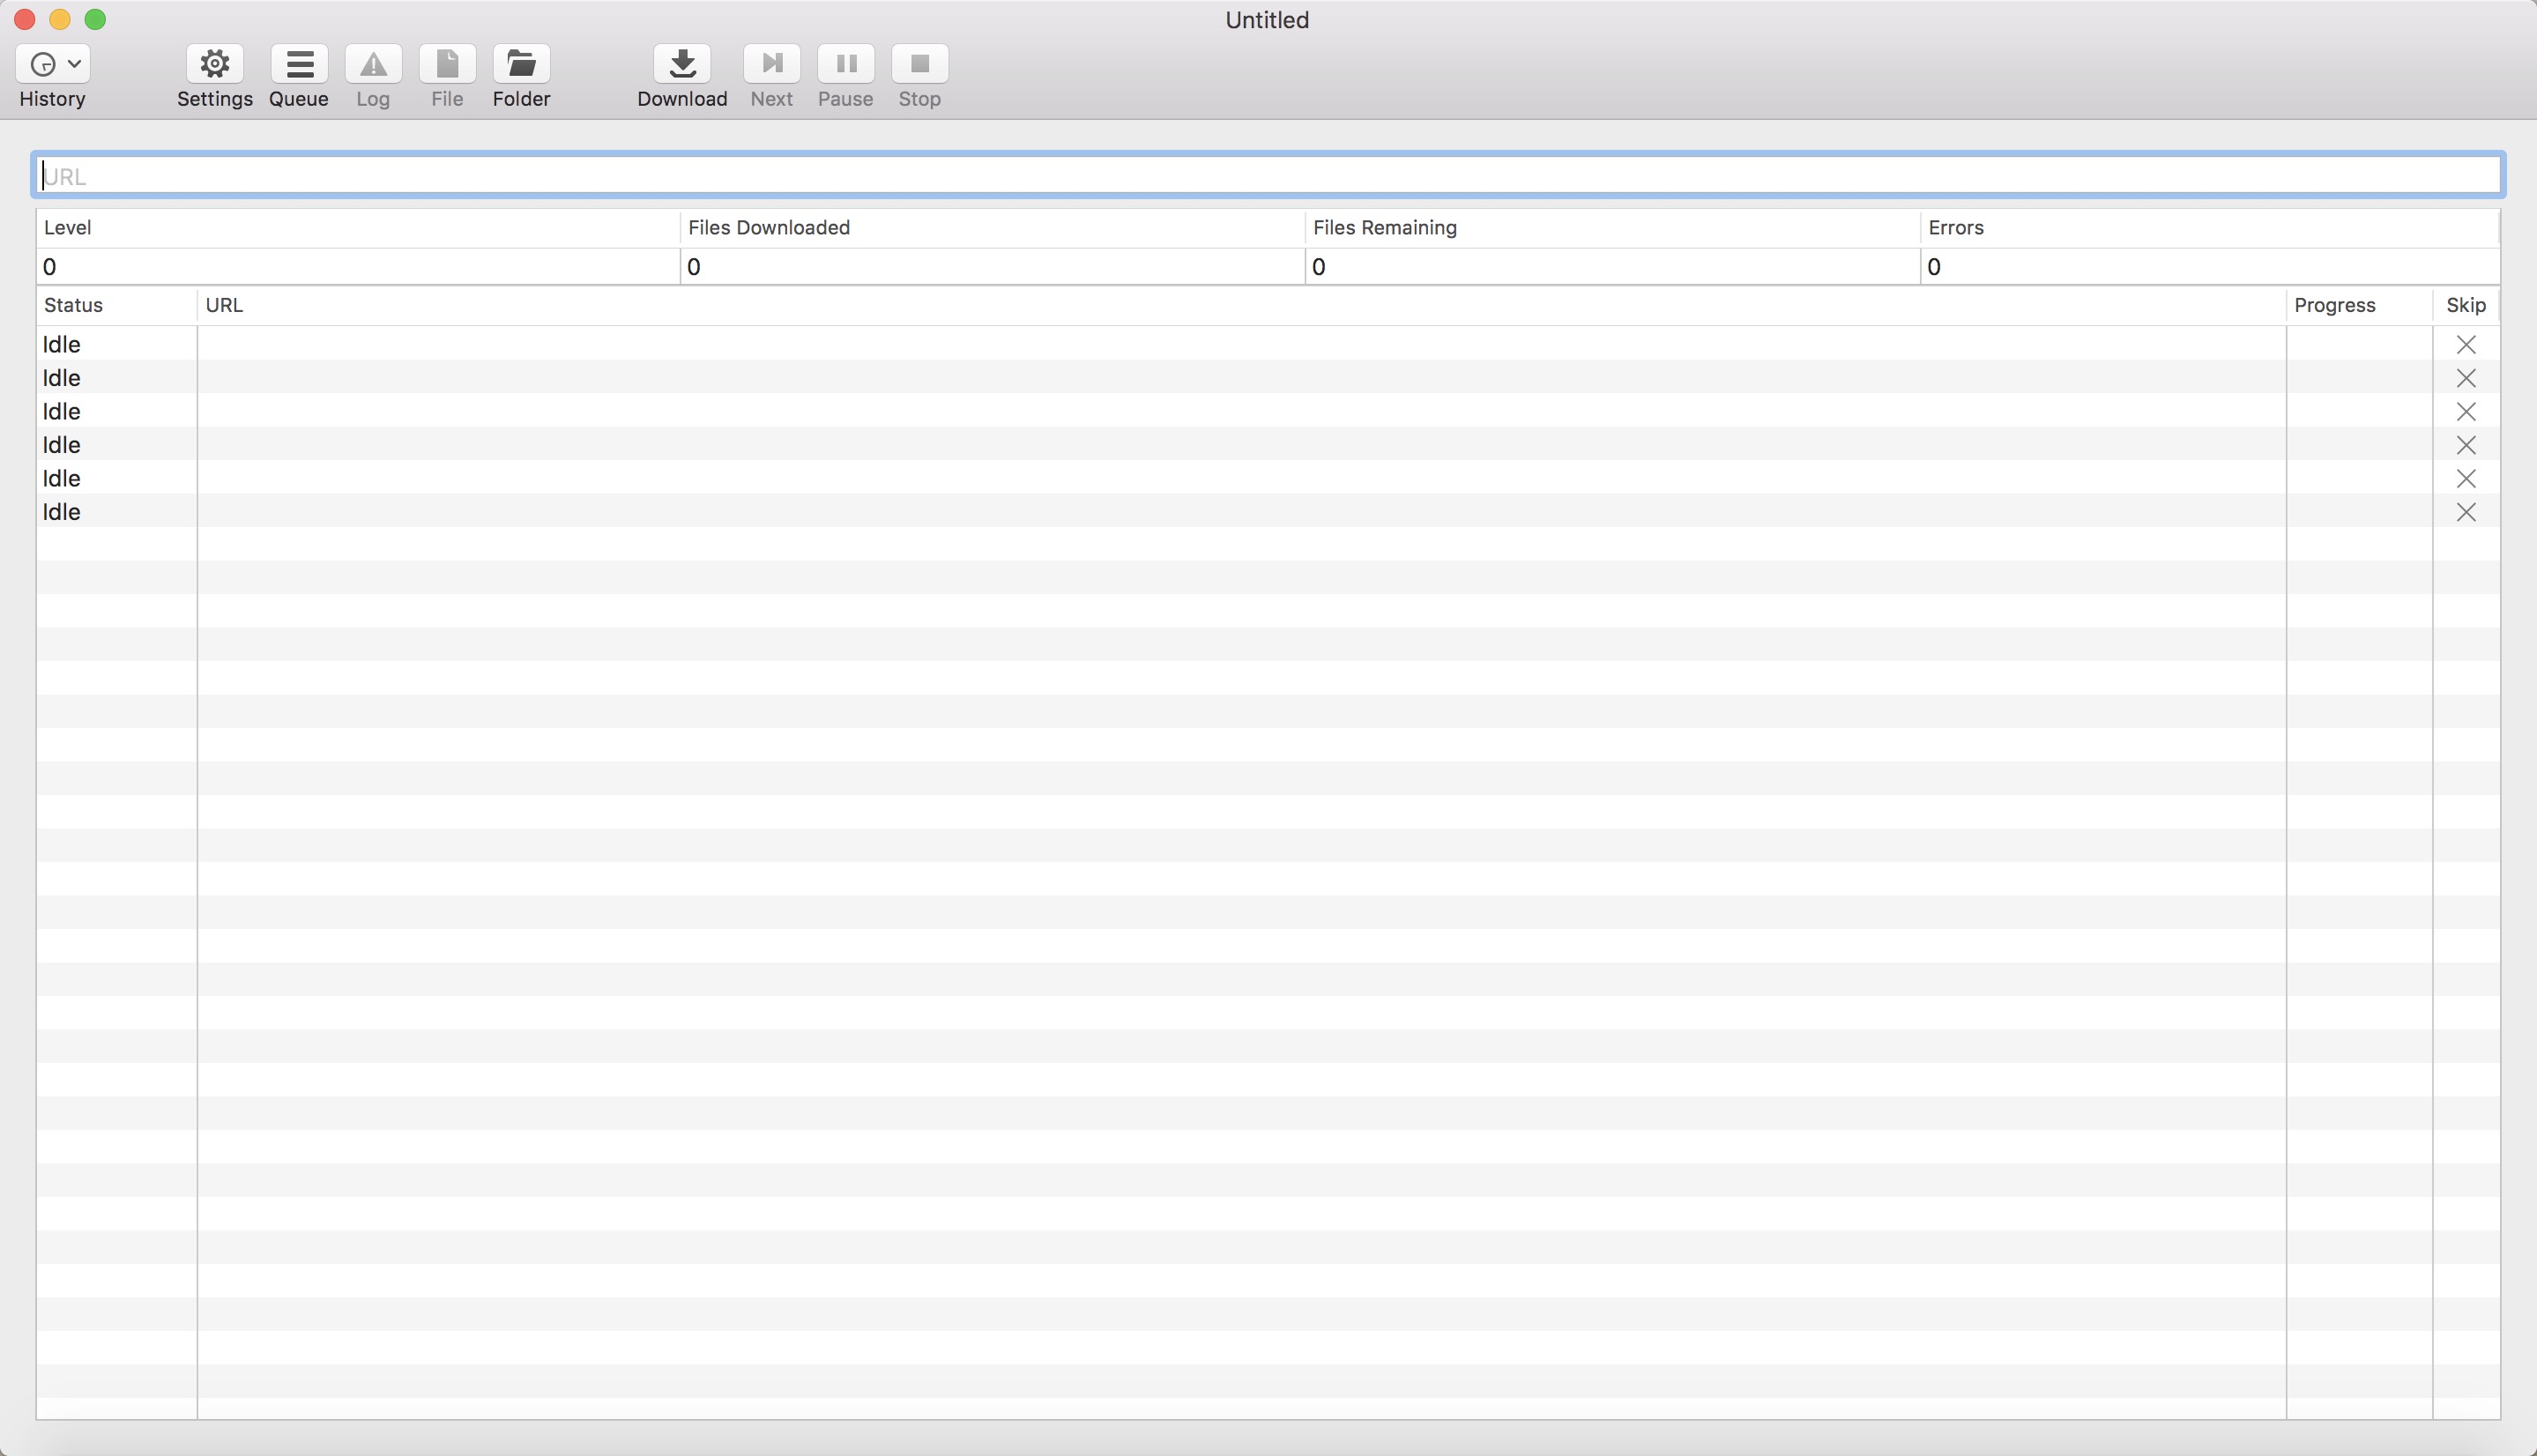 Untitled
History Settings Queue Log File Folder Download Next Pause Stop
URL
Level Files Downloaded Files Remaining Errors
0 0 0 0
Status URL Progress Skip
Idle
Idle
Idle
Idle
Idle
Idle